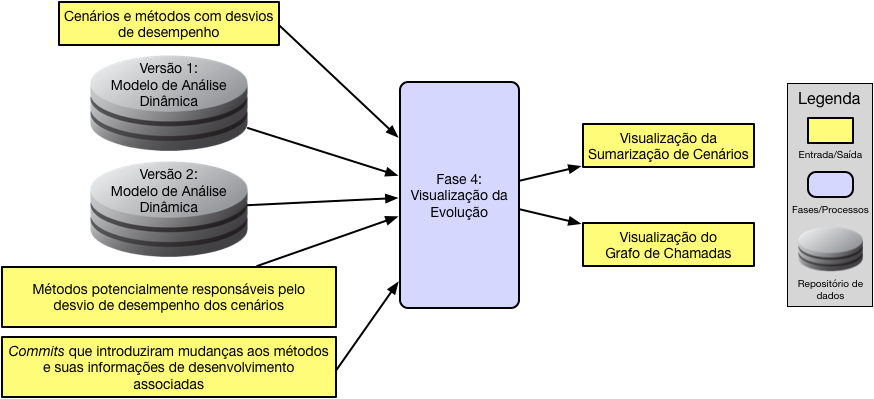 Cenários e métodos com desvios
de desempenho
Versão 1:
Modelo de Análise
Dinâmica
Versão 2:
Modelo de Análise
Dinâmica
Métodos potencialmente responsáveis pelo
desvio de desempenho dos cenários
Commits que introduziram mudanças aos métodos
e suas informações de desenvolvimento
associadas
Fase 4:
Visualização da
Evolução
Visualização da
Sumarização de Cenários
Visualização do
Grafo de Chamadas
Legenda
Entrada/Saída
Fases/Processos
Repositório de
dados